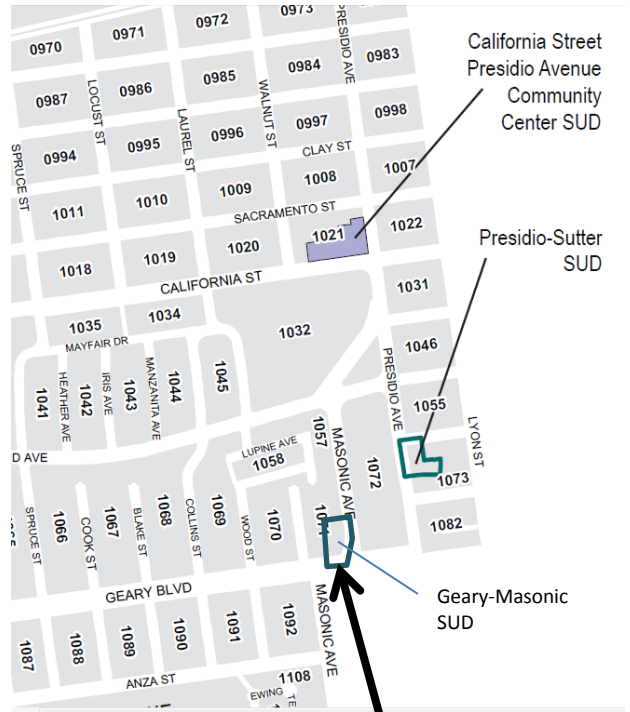 0970
0971
0972
0973
PRESIDIO AVE
0987
LOCUST ST
0986
0985
0984
0983
LAUREL ST
WALNUT ST
SPRUCE ST
0994
0995
0996
0997
0998
CLAY ST
1011
1010
1009
1008
1007
SACRAMENTO ST
1018
1019
1020
1021
1022
CALIFORNIA ST
California Street
Presidio Avenue
Community
Center SUD
Presidio-Sutter
SUD
1035
1034
MAYFAIR DR
1032
1031
1046
PRESIDIO AVE
1041
HEATHER AVE
1042
IRIS AVE
1043
MANZANITA AVE
1044
1045
1055
LYON ST
D AVE
LUPINE AVE
1058
1057
MASONIC AVE
1072
1073
1082
SPRUCE ST
1066
COOK ST
1067
BLAKE ST
1068
COLLINS ST
1069
WOOD ST
1070
1071
GEARY BLVD
Geary-Masonic
SUD
1087
1088
1089
1090
1091
1092
MASONIC AVE
ANZA ST
1108
EWING
TE